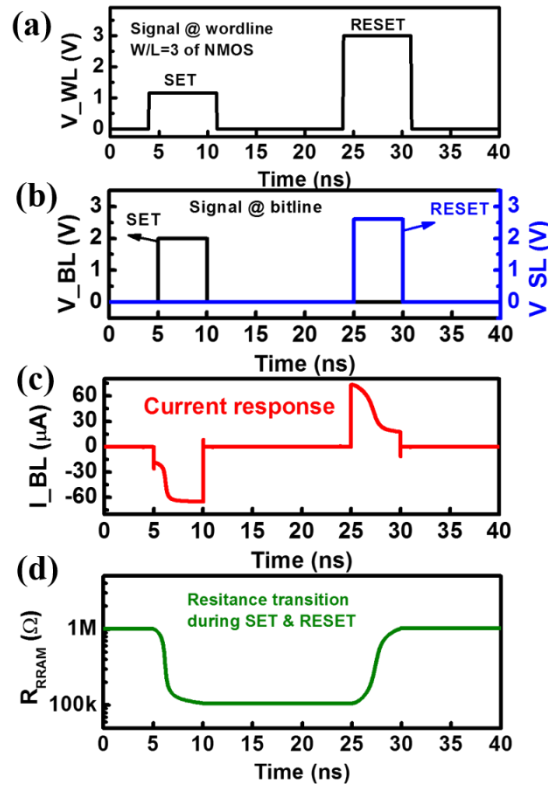 (a)
Signal @ wordline
W/L=3 of NMOS
SET
RESET
V_WL (V)
3
2
1
0
0 5 10 15 20 25 30 35 40
Time (ns)
(b)
SET
Signal @ bitline
RESET
V_BL (V)
3
2
1
0
V_SL (V)
3
2
1
0
0 5 10 15 20 25 30 35 40
Time (ns)
(c)
Current response
I_BL (μA)
60
30
0
-30
-60
0 5 10 15 20 25 30 35 40
Time (ns)
(d)
Resitance transition
during SET & RESET
R_RRAM (Ω)
1M
100k
0 5 10 15 20 25 30 35 40
Time (ns)